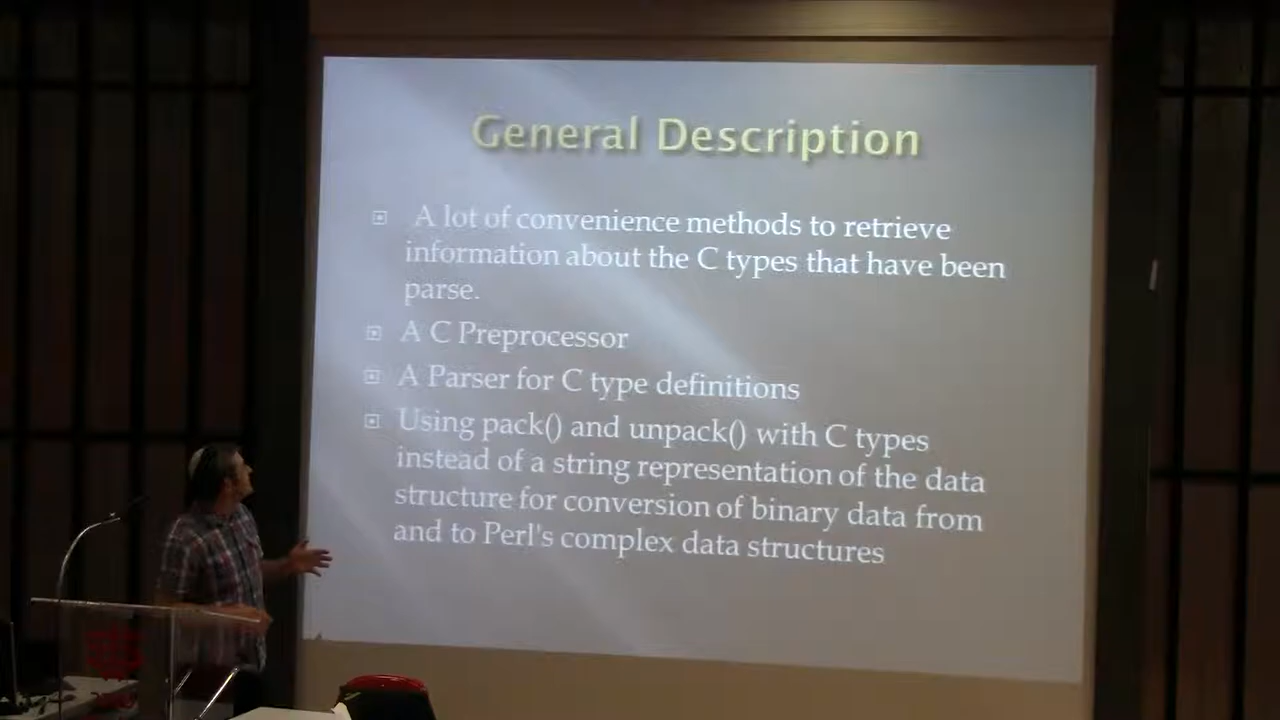 General Description
A lot of convenience methods to retrieve
information about the C types that have been
parse.
A C Preprocessor
A Parser for C type definitions
Using pack() and unpack() with C types
instead of a string representation of the data
structure for conversion of binary data from
and to Perl's complex data structures